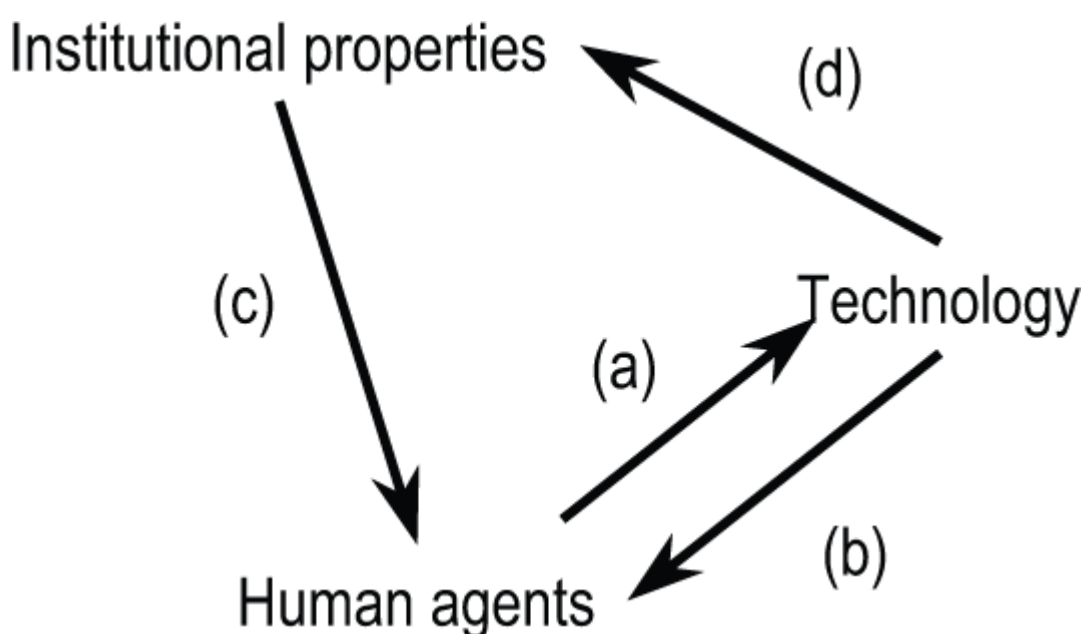 Institutional properties
(d)
(c)
Technology
(a)
(b)
Human agents